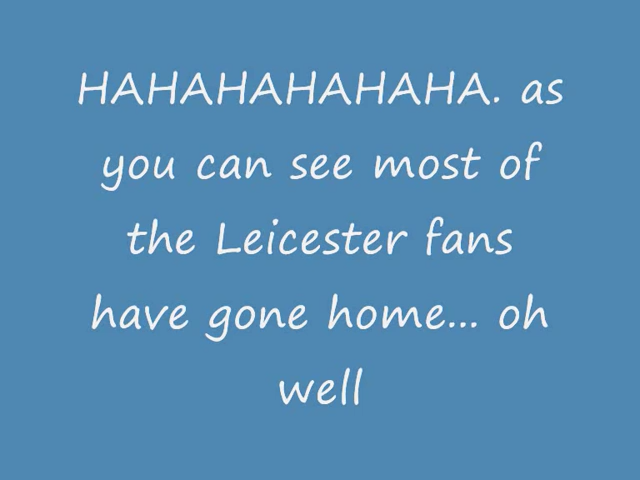 HAHAHAHAHAHA. as
you can see most of
the Leicester fans
have gone home... oh
well